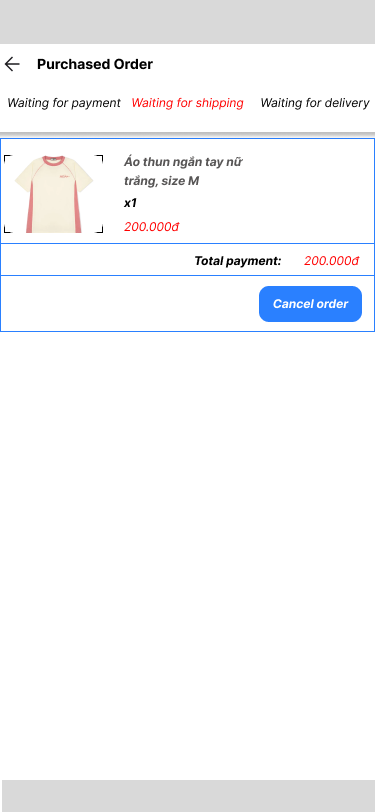 Purchased Order
Waiting for payment Waiting for shipping Waiting for delivery
Áo thun ngắn tay nữ
trắng, size M
x1
200.000đ
Total payment: 200.000đ
Cancel order